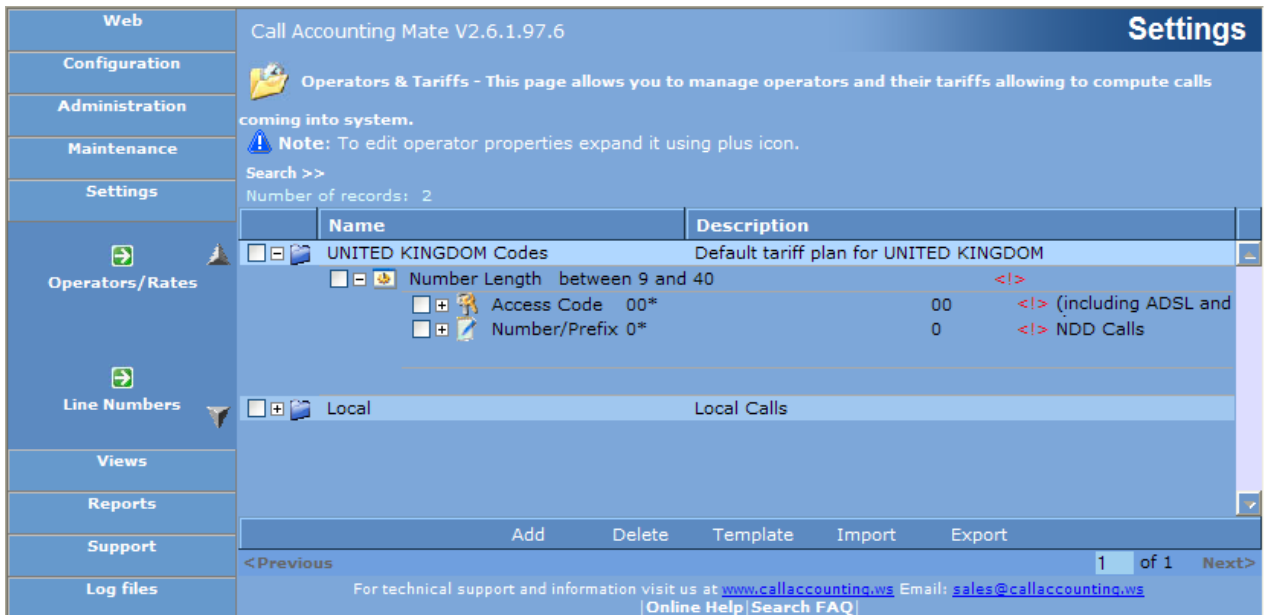 Web
Configuration
Administration
Maintenance
Settings
Operators/Rates
Line Numbers
Views
Reports
Support
Log files
Call Accounting Mate V2.6.1.97.6
Settings
Operators & Tariffs - This page allows you to manage operators and their tariffs allowing to compute calls
coming into system.
Note: To edit operator properties expand it using plus icon.
Search >>
Number of records: 2
Name Description
UNITED KINGDOM Codes Default tariff plan for UNITED KINGDOM
Number Length between 9 and 40 <!>
Access Code 00* 00 <!> (including ADSL and
Number/Prefix 0* 0 <!> NDD Calls
Local Local Calls
Add Delete Template Import Export
<Previous 1 of 1 Next>
For technical support and information visit us at www.callaccounting.ws Email: sales@callaccounting.ws
|Online Help|Search FAQ|